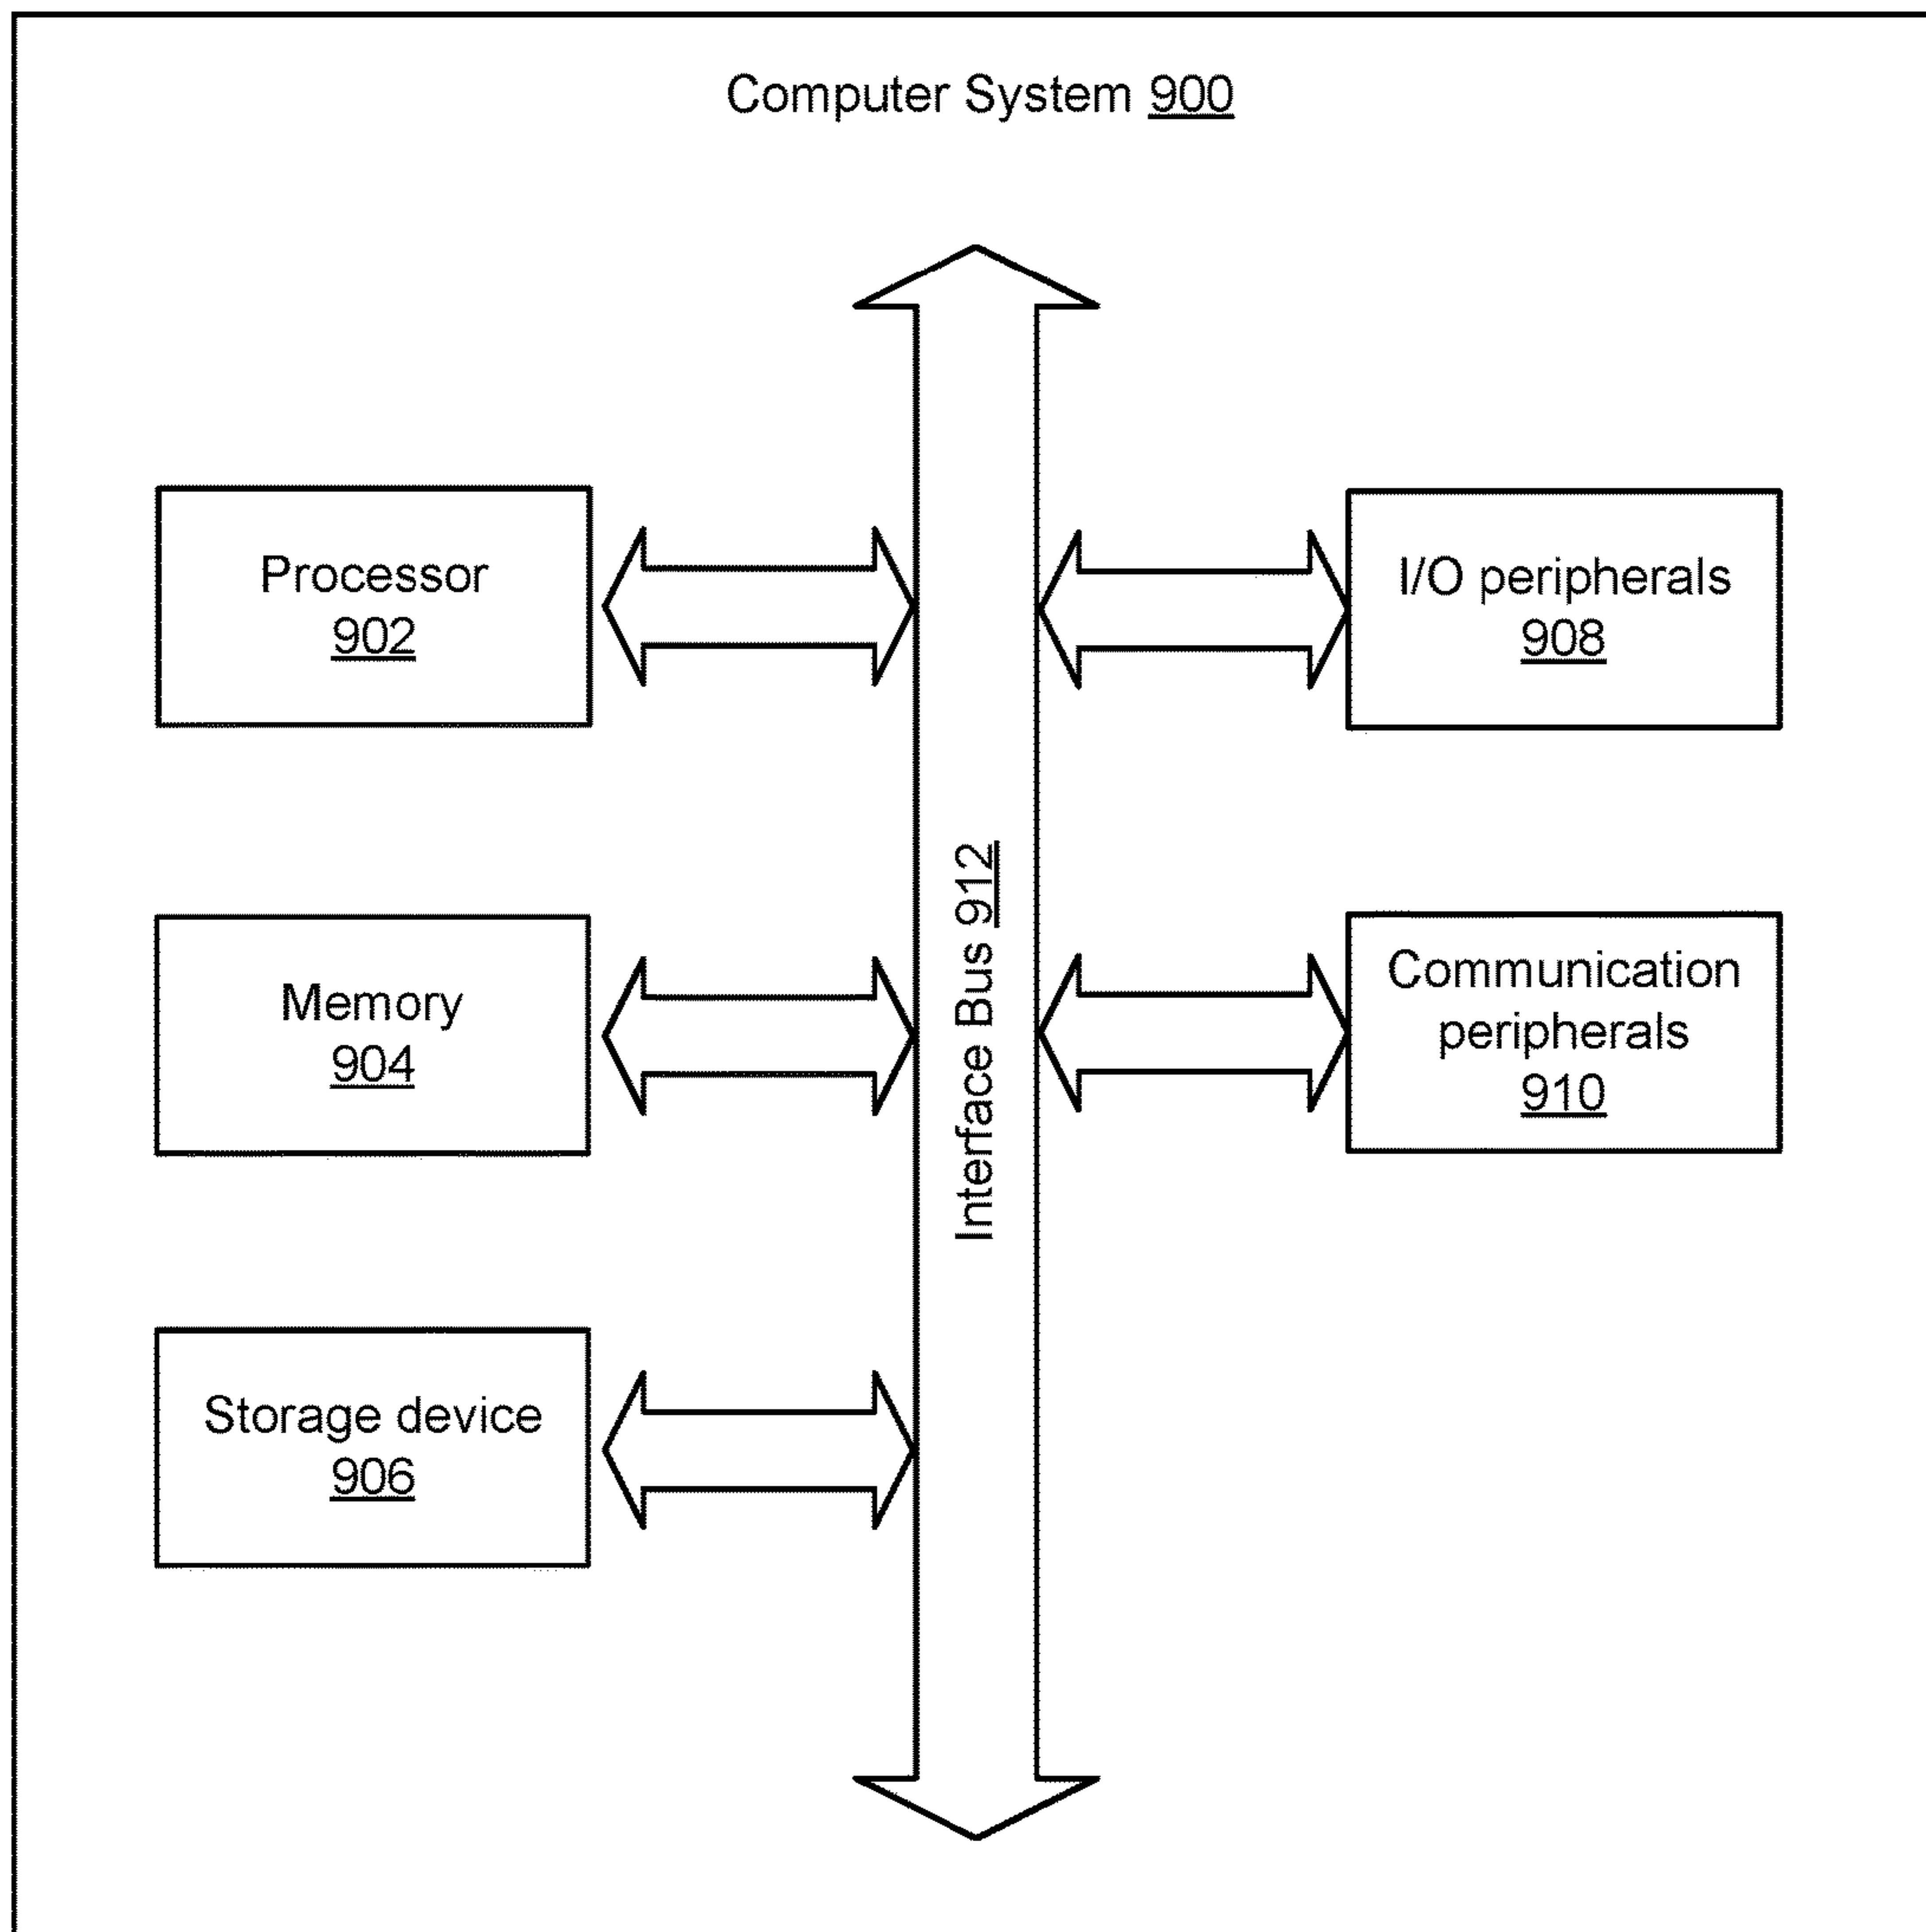 Computer System 900
Processor
902
I/O peripherals
908
Memory
904
Interface Bus 912
Communication
peripherals
910
Storage device
906